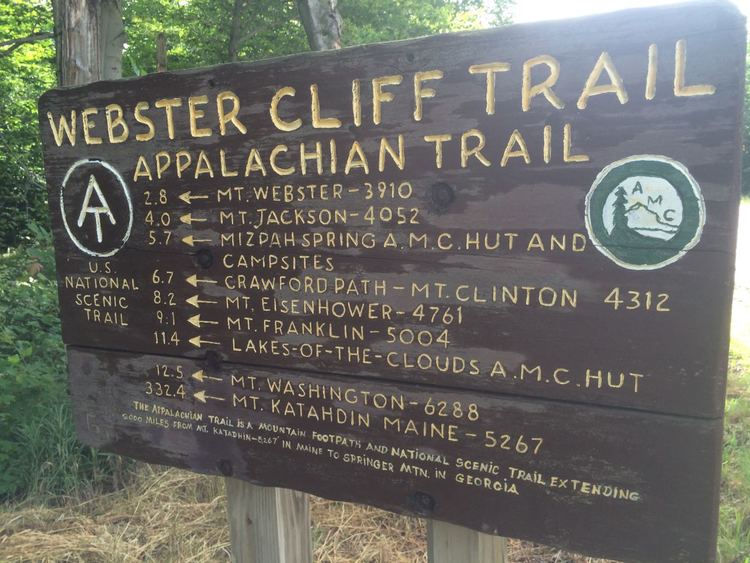 WEBSTER CLIFF TRAIL
APPALACHIAN TRAIL
AT
U.S.
NATIONAL
SCENIC
TRAIL
AMC
2.8 ← MT. WEBSTER-3910
4.0 ← MT. JACKSON-4052
5.7 ← MIZPAH SPRING A.M.C. HUT AND
CAMPSITES
6.7 ← CRAWFORD PATH-MT. CLINTON 4312
8.2 ← MT. EISENHOWER-4761
9.1 ← MT. FRANKLIN-5004
11.4 ← LAKES-OF-THE-CLOUDS A.M.C. HUT
12.5 ← MT. WASHINGTON-6288
332.4 ← MT. KATAHDIN MAINE-5267
THE APPALACHIAN TRAIL IS A MOUNTAIN FOOTPATH AND NATIONAL SCENIC TRAIL EXTENDING
2000 MILES FROM MT. KATADHIN-5267' IN MAINE TO SPRINGER MTN. IN GEORGIA